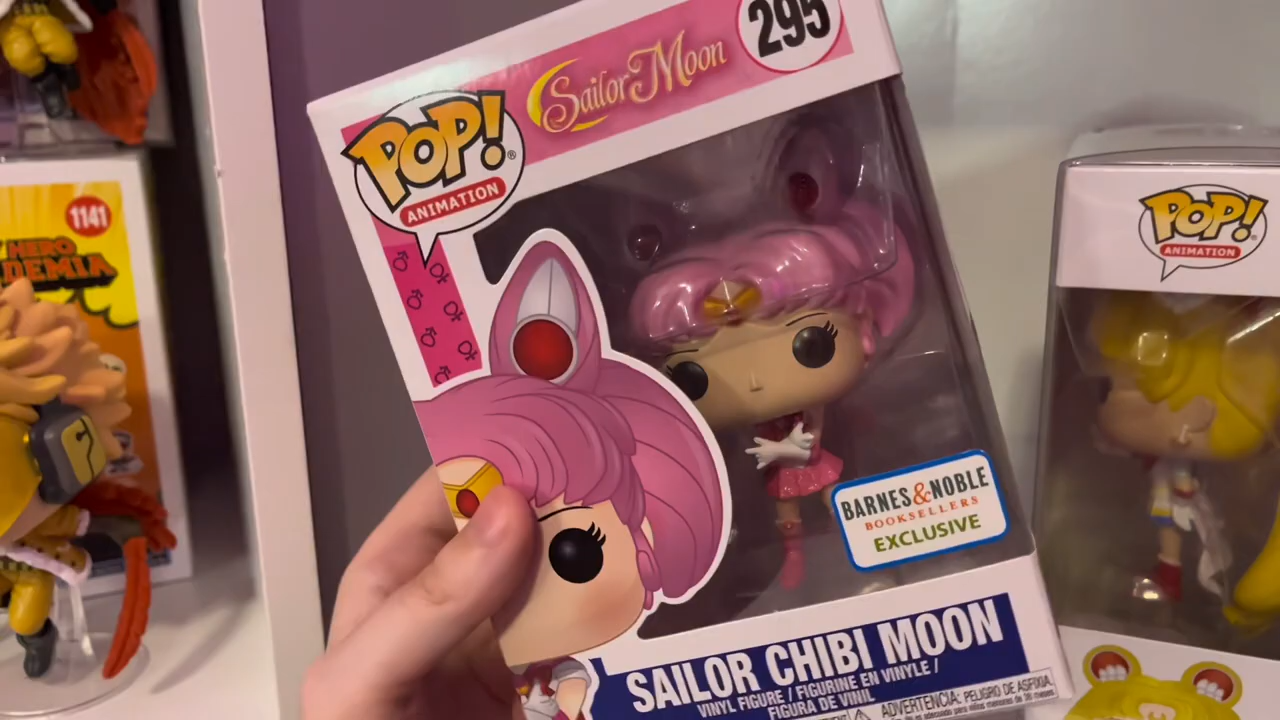 1141
HERO
POP!
ANIMATION
Sailor Moon
295
BARNES & NOBLE
BOOKSELLERS
EXCLUSIVE
SAILOR CHIBI MOON
VINYL FIGURE / FIGURINE EN VINYLE /
FIGURA DE VINIL
ADVERTENCIA: PELIGRO DE ASFIXIA.
POP!
ANIMATION